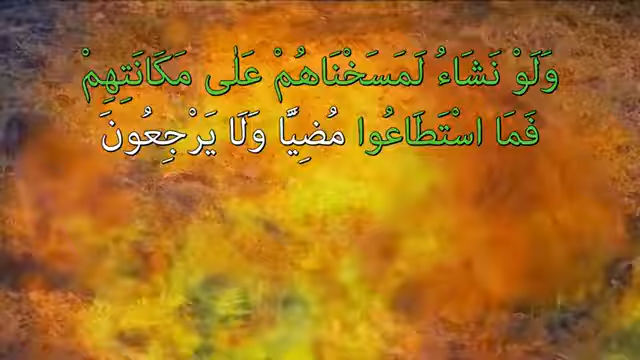 وَلَوْ نَشَاءُ لَمَسَخْنَاهُمْ عَلَى مَكَانَتِهِمْ
فَمَا اسْتَطَاعُوا مُضِيًّا وَلَا يَرْجِعُونَ